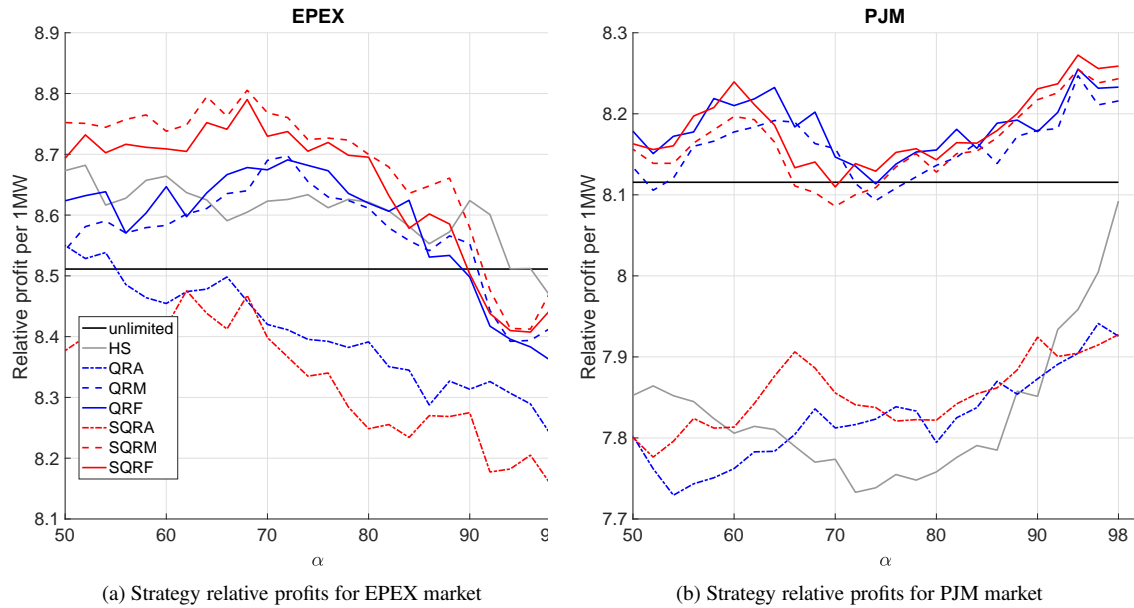 EPEX
8.9
8.8
8.7
8.6
8.5
8.4
8.3
8.2
8.1
Relative profit per 1MW
unlimited
HS
QRA
QRM
QRF
SQRA
SQRM
SQRF
50 60 70 80 9
α
(a) Strategy relative profits for EPEX market
PJM
8.3
8.2
8.1
8
7.9
7.8
7.7
Relative profit per 1MW
50 60 70 80 90 98
α
(b) Strategy relative profits for PJM market